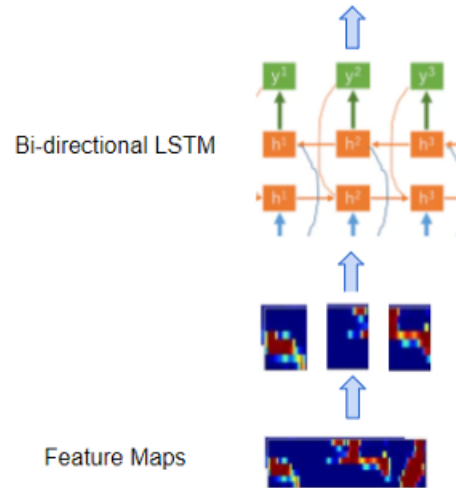 y¹ y² y³
Bi-directional LSTM
h¹ h² h³
h¹ h² h³
Feature Maps